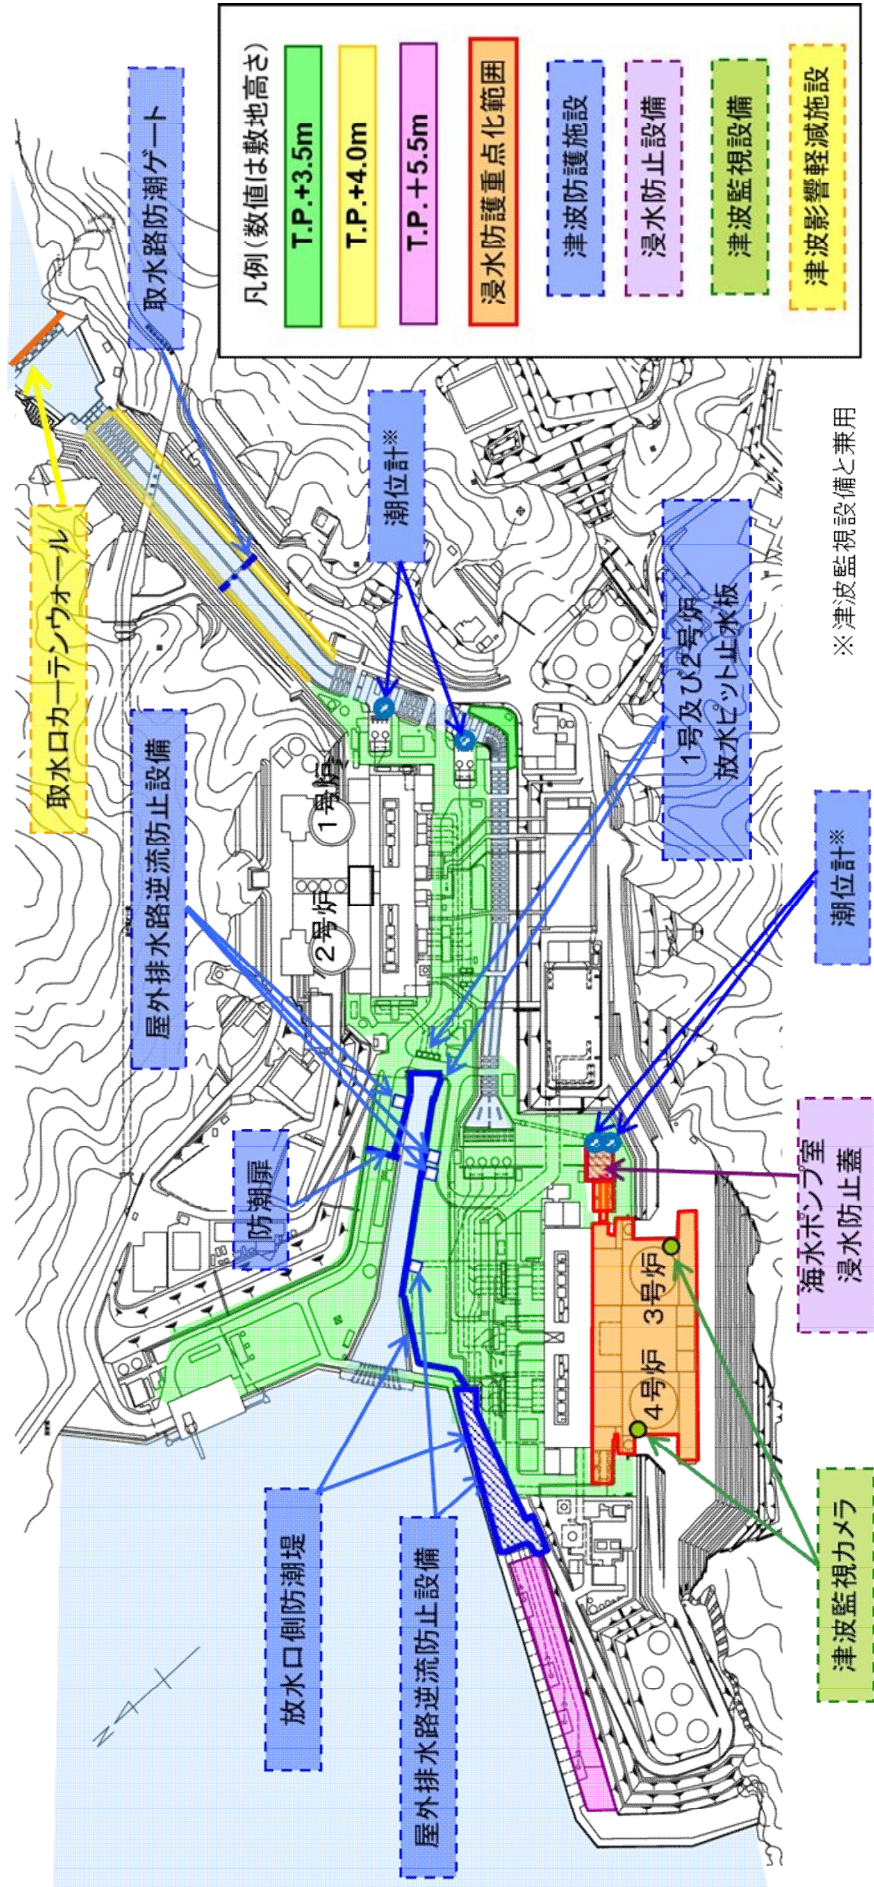 取水口カーテンウォール
取水路防潮ゲート
屋外排水路逆流防止設備
潮位計※
防潮扉
1号炉
2号炉
1号及び2号炉
放水ピット止水板
潮位計※
放水口側防潮堤
屋外排水路逆流防止設備
4号炉
3号炉
海水ポンプ室
浸水防止蓋
津波監視カメラ
N
凡例(数値は敷地高さ)
T.P.+3.5m
T.P.+4.0m
T.P.+5.5m
浸水防護重点化範囲
津波防護施設
浸水防止設備
津波監視設備
津波影響軽減施設
※津波監視設備と兼用